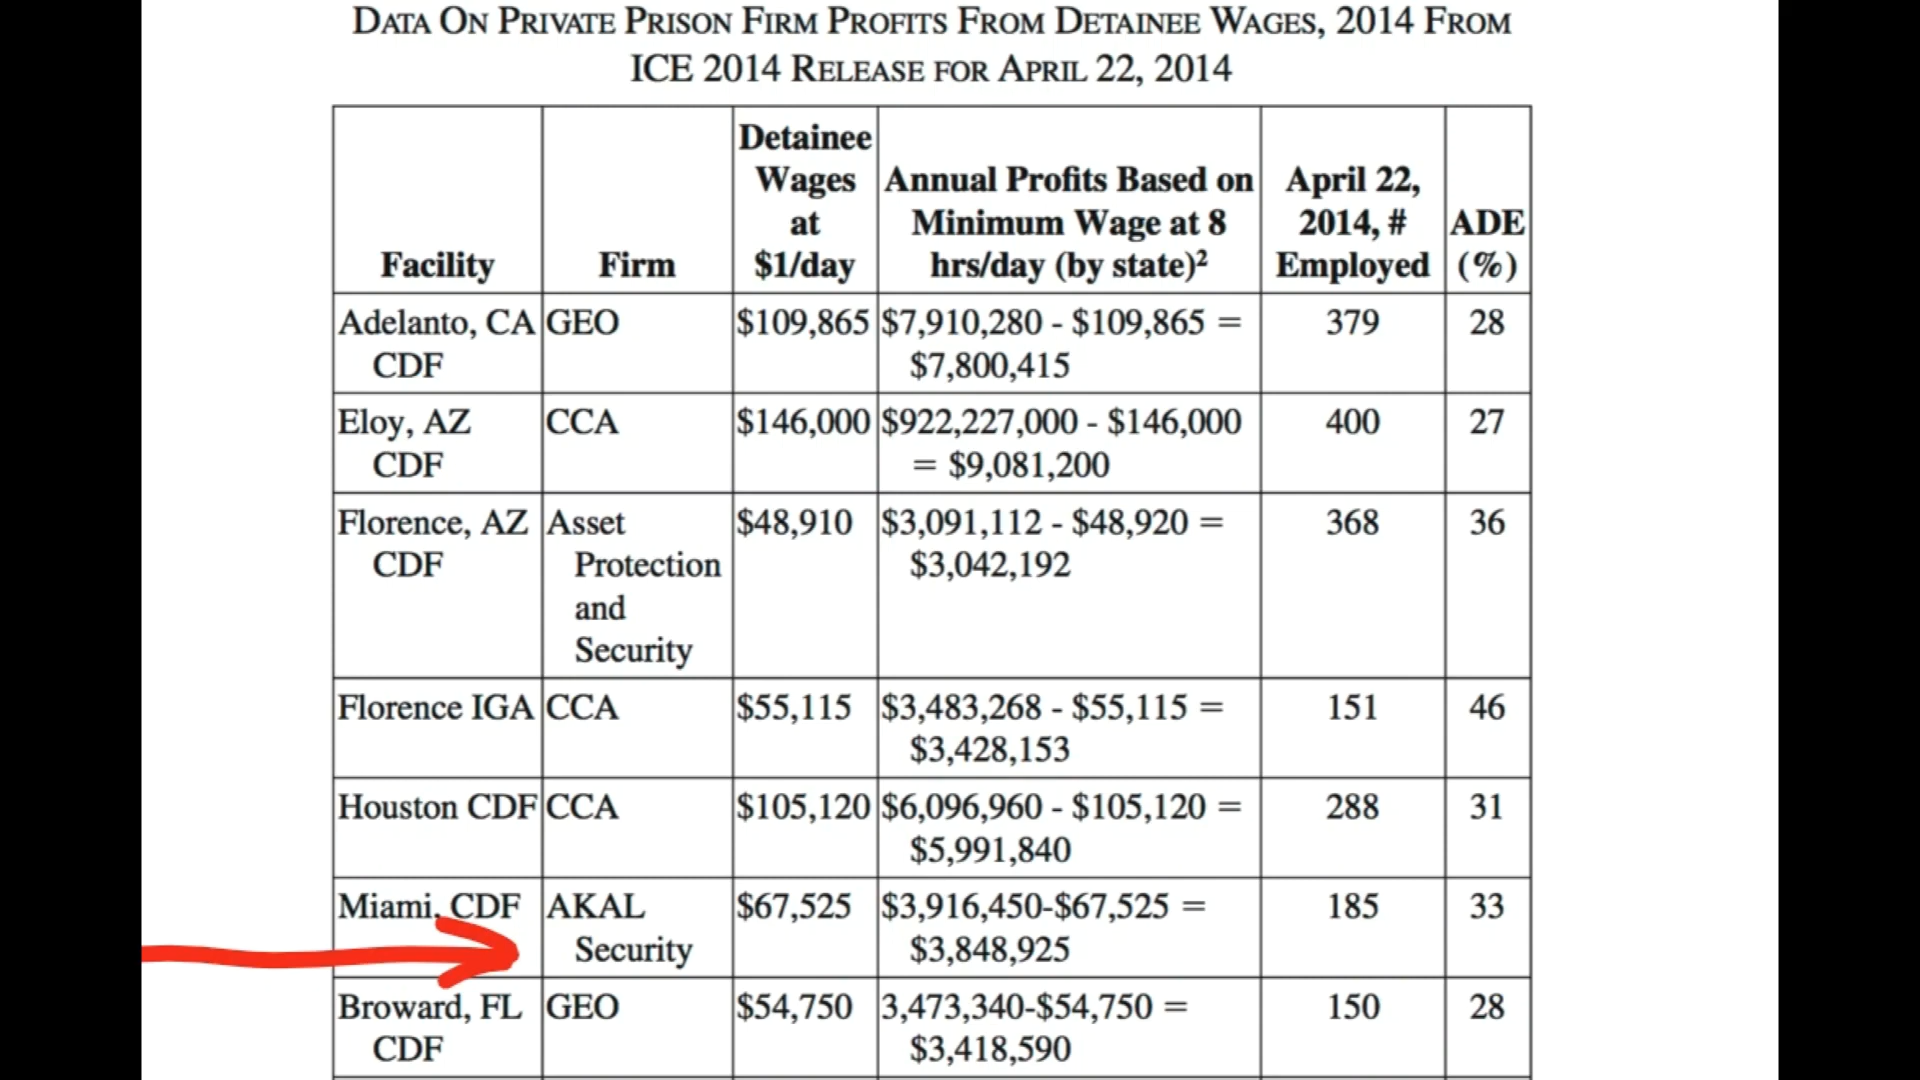 DATA ON PRIVATE PRISON FIRM PROFITS FROM DETAINEE WAGES, 2014 FROM
ICE 2014 RELEASE FOR APRIL 22, 2014
Facility Firm Detainee Wages at $1/day Annual Profits Based on Minimum Wage at 8 hrs/day (by state)² April 22, 2014, # Employed ADE (%)
Adelanto, CA GEO $109,865 $7,910,280 - $109,865 = 379 28
CDF $7,800,415
Eloy, AZ CCA $146,000 $922,227,000 - $146,000 400 27
CDF = $9,081,200
Florence, AZ Asset $48,910 $3,091,112 - $48,920 = 368 36
CDF Protection $3,042,192
and
Security
Florence IGA CCA $55,115 $3,483,268 - $55,115 = 151 46
$3,428,153
Houston CDF CCA $105,120 $6,096,960 - $105,120 = 288 31
$5,991,840
Miami, CDF AKAL $67,525 $3,916,450-$67,525 = 185 33
Security $3,848,925
Broward, FL GEO $54,750 3,473,340-$54,750 = 150 28
CDF $3,418,590